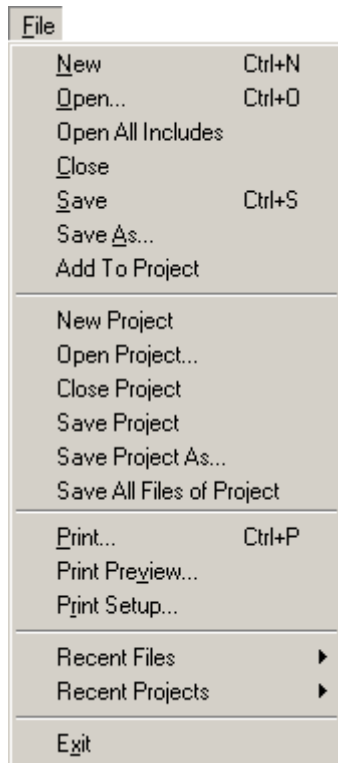 File
New Ctrl+N
Open... Ctrl+O
Open All Includes
Close
Save Ctrl+S
Save As...
Add To Project
New Project
Open Project...
Close Project
Save Project
Save Project As...
Save All Files of Project
Print... Ctrl+P
Print Preview...
Print Setup...
Recent Files
Recent Projects
Exit